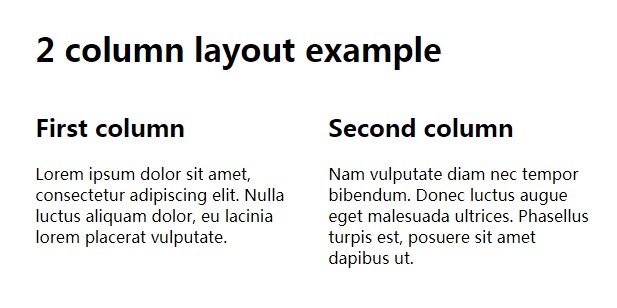 2 column layout example
First column
Lorem ipsum dolor sit amet,
consectetur adipiscing elit. Nulla
luctus aliquam dolor, eu lacinia
lorem placerat vulputate.
Second column
Nam vulputate diam nec tempor
bibendum. Donec luctus augue
eget malesuada ultrices. Phasellus
turpis est, posuere sit amet
dapibus ut.